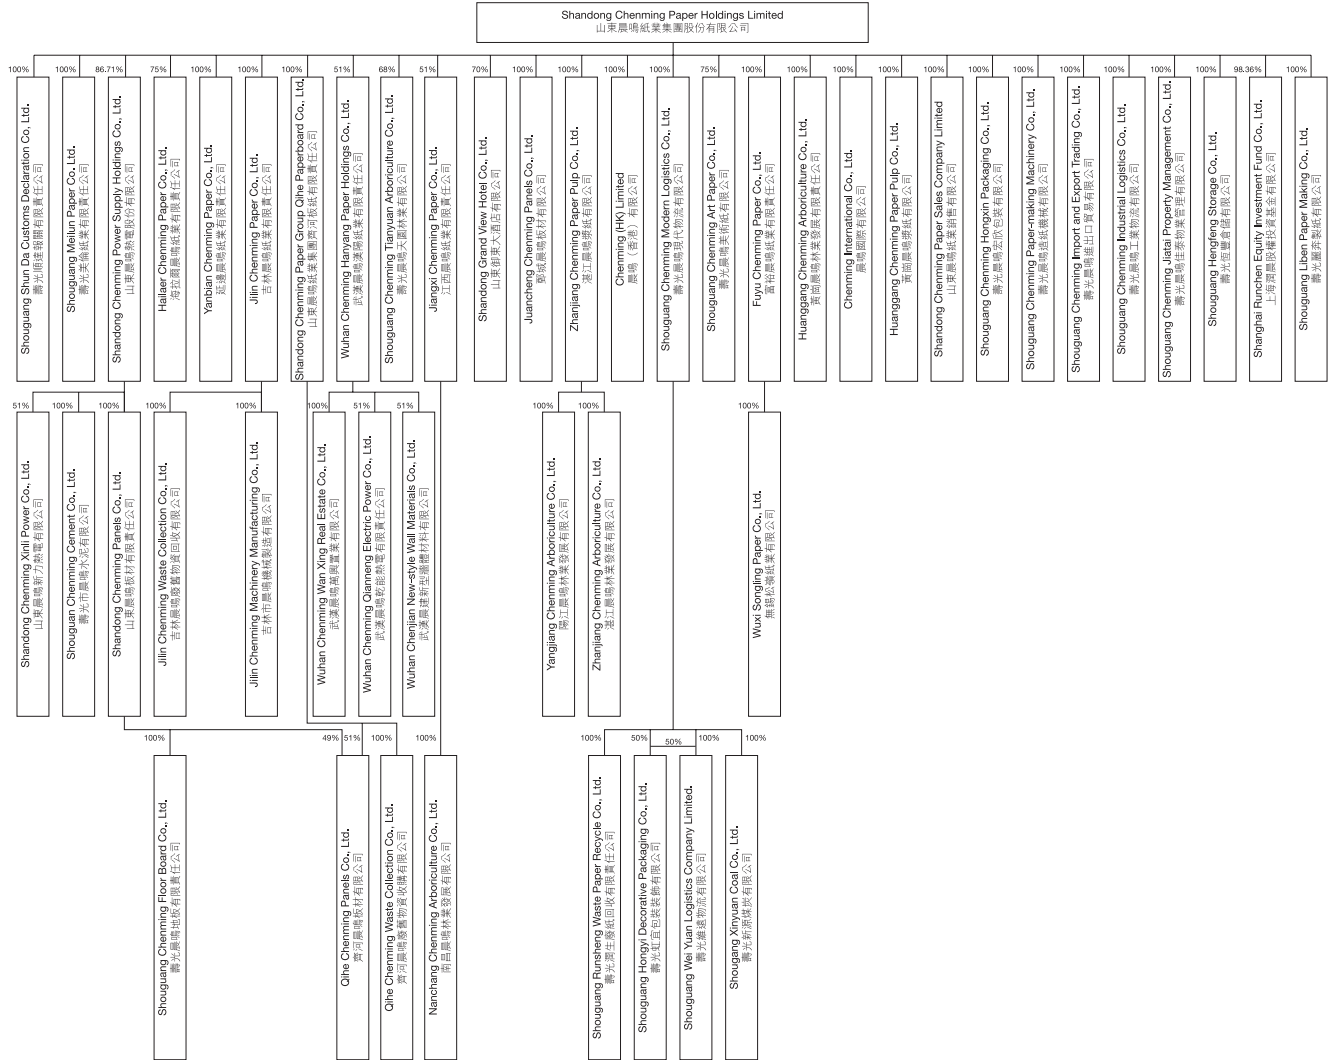 Shandong Chenming Paper Holdings Limited
山東晨鳴紙業集團股份有限公司
100%
100%
86.71%
75%
100%
100%
100%
51%
68%
51%
70%
100%
100%
100%
100%
75%
100%
100%
100%
100%
100%
100%
100%
100%
100%
100%
100%
98.36%
100%
Shouguang Shun Da Customs Declaration Co, Ltd.
壽光順達報關有限責任公司
Shouguang Meilun Paper Co., Ltd.
壽光美倫紙業有限責任公司
Shandong Chenming Power Supply Holdings Co., Ltd.
山東晨鳴熱電股份有限公司
Hailaer Chenming Paper Co., Ltd.
海拉爾晨鳴紙業有限責任公司
Yanbian Chenming Paper Co., Ltd.
延邊晨鳴紙業有限責任公司
Jilin Chenming Paper Co., Ltd.
吉林晨鳴紙業有限責任公司
Shandong Chenming Paper Group Qihe Paperboard Co., Ltd.
山東晨鳴紙業集團齊河板紙有限責任公司
Wuhan Chenming Hanyang Paper Holdings Co., Ltd.
武漢晨鳴漢陽紙業有限公司
Shouguang Chenming Tianyuan Arboriculture Co., Ltd.
壽光晨鳴天園林業有限公司
Jiangxi Chenming Paper Co., Ltd.
江西晨鳴紙業有限責任公司
Shandong Grand View Hotel Co., Ltd.
山東御東大酒店有限公司
Juancheng Chenming Panels Co., Ltd.
鄄城晨鳴板材有限公司
Zhanjiang Chenming Paper Pulp Co., Ltd.
湛江晨鳴漿紙有限公司
Chenming (HK) Limited
晨鳴（香港）有限公司
Shouguang Chenming Modern Logistics Co., Ltd.
壽光晨鳴現代物流有限公司
Shouguang Chenming Art Paper Co., Ltd.
壽光晨鳴美術紙有限公司
Fuyu Chenming Paper Co., Ltd.
富裕晨鳴紙業有限責任公司
Huanggang Chenming Arboriculture Co., Ltd.
黃岡晨鳴林業發展有限責任公司
Chenming International Co., Ltd.
晨鳴國際有限公司
Huanggang Chenming Paper Pulp Co., Ltd.
黃岡晨鳴漿紙有限公司
Shandong Chenming Paper Sales Company Limited
山東晨鳴紙業銷售有限公司
Shouguang Chenming Hongxin Packaging Co., Ltd.
壽光晨鳴宏欣包裝有限公司
Shouguang Chenming Paper-making Machinery Co., Ltd.
壽光晨鳴造紙機械有限公司
Shouguang Chenming Import and Export Trading Co., Ltd.
壽光晨鳴進出口貿易有限公司
Shouguang Chenming Industrial Logistics Co., Ltd.
壽光晨鳴工業物流有限公司
Shouguang Chenming Jiatai Property Management Co., Ltd.
壽光晨鳴佳泰物業管理有限公司
Shouguang Hengfeng Storage Co., Ltd.
壽光恆豐倉儲有限公司
Shanghai Runchen Equity Investment Fund Co., Ltd.
上海潤晨股權投資基金有限公司
Shouguang Liben Paper Making Co., Ltd.
壽光麗奔製紙有限公司
51%
100%
100%
100%
100%
100%
51%
51%
100%
100%
100%
Shandong Chenming Xinli Power Co., Ltd.
山東晨鳴新力熱電有限公司
Shouguan Chenming Cement Co., Ltd.
壽光市晨鳴水泥有限公司
Shandong Chenming Panels Co., Ltd.
山東晨鳴板材有限責任公司
Jilin Chenming Waste Collection Co., Ltd.
吉林晨鳴廢舊物資回收有限公司
Jilin Chenming Machinery Manufacturing Co., Ltd.
吉林市晨鳴機械製造有限公司
Wuhan Chenming Wan Xing Real Estate Co., Ltd.
武漢晨鳴萬興置業有限公司
Wuhan Chenming Qianneng Electric Power Co., Ltd.
武漢晨鳴乾能熱電有限責任公司
Wuhan Chenjian New-style Wall Materials Co., Ltd.
武漢晨建新型牆體材料有限公司
Yangjiang Chenming Arboriculture Co., Ltd.
陽江晨鳴林業發展有限公司
Zhanjiang Chenming Arboriculture Co., Ltd.
湛江晨鳴林業發展有限公司
Wuxi Songling Paper Co., Ltd.
無錫松嶺紙業有限公司
100%
49%
51%
100%
100%
100%
50%
50%
100%
100%
Shouguang Chenming Floor Board Co., Ltd.
壽光晨鳴地板有限責任公司
Qihe Chenming Panels Co., Ltd.
齊河晨鳴板材有限公司
Qihe Chenming Waste Collection Co., Ltd.
齊河晨鳴廢舊物資收購有限公司
Nanchang Chenming Arboriculture Co., Ltd.
南昌晨鳴林業發展有限公司
Shouguang Runsheng Waste Paper Recycle Co., Ltd.
壽光潤生廢紙回收有限責任公司
Shouguang Hongyi Decorative Packaging Co., Ltd.
壽光虹宜包裝裝飾有限公司
Shouguang Wei Yuan Logistics Company Limited.
壽光維遠物流有限公司
Shougang Xinyuan Coal Co., Ltd.
壽光新源煤炭有限公司